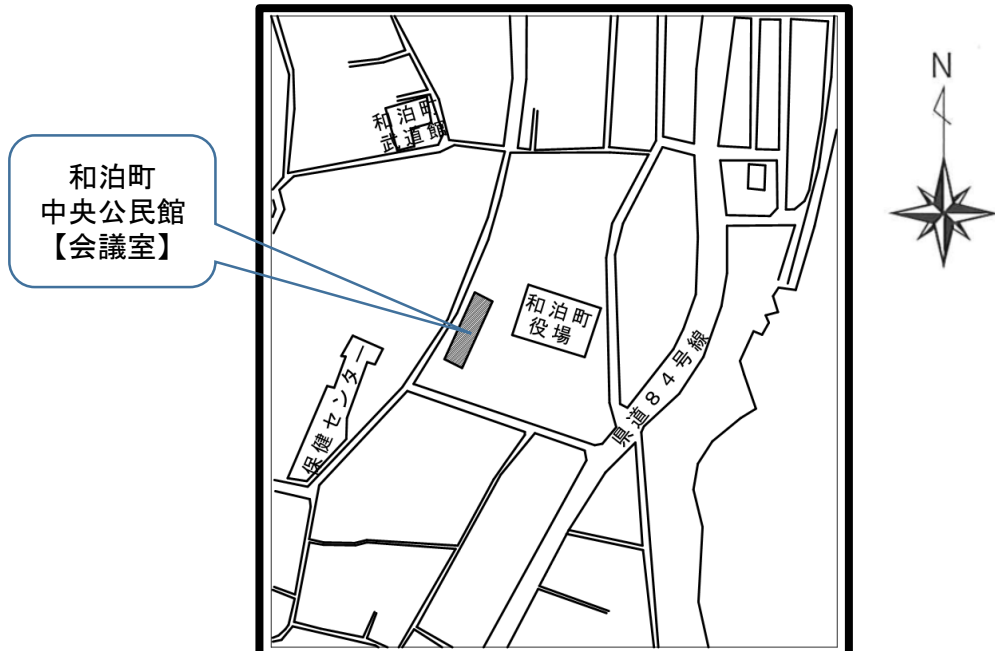 N
和泊町
武道館
和泊町
中央公民館
【会議室】
和泊町
役場
県道84号線
保健センター